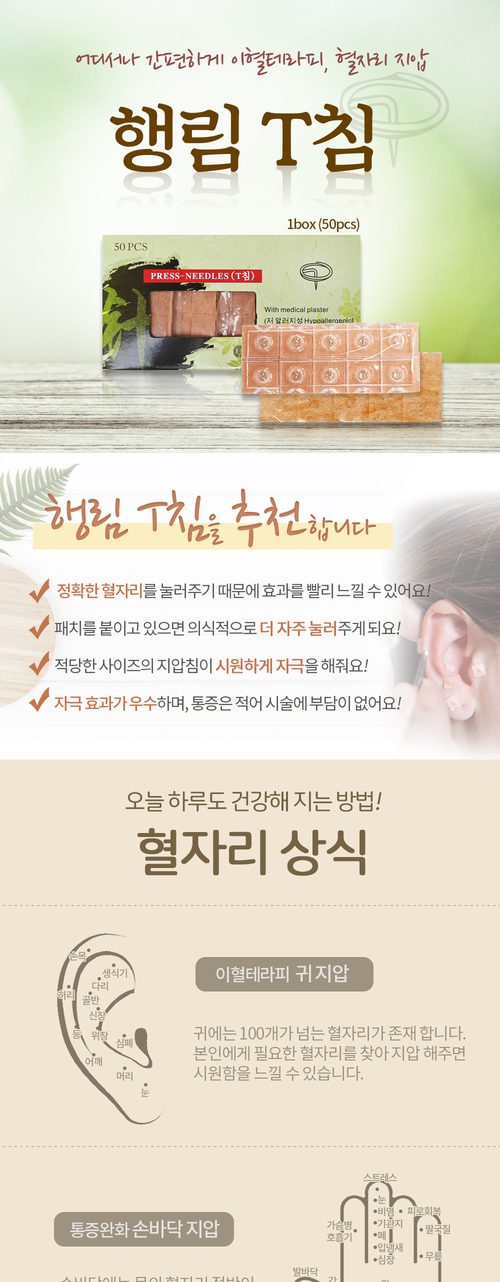 어디서나 간편하게 이혈테라피, 혈자리 지압
행림 T침
1box (50pcs)
50 PCS
PRESS-NEEDLES (T침)
With medical plaster
(저 알러지성 Hypoallergenic)
행림 T침을 추천합니다
정확한 혈자리를 눌러주기 때문에 효과를 빨리 느낄 수 있어요!
패치를 붙이고 있으면 의식적으로 더 자주 눌러주게 되요!
적당한 사이즈의 지압침이 시원하게 자극을 해줘요!
자극 효과가 우수하며, 통증은 적어 시술에 부담이 없어요!
오늘 하루도 건강해 지는 방법!
혈자리 상식
손목
생식기
다리
허리
골반
신장
등
위장
심폐
어깨
머리
눈
이혈테라피 귀 지압
귀에는 100개가 넘는 혈자리가 존재 합니다.
본인에게 필요한 혈자리를 찾아 지압 해주면
시원함을 느낄 수 있습니다.
통증완화 손바닥 지압
스트레스
눈
비염
피로회복
가슴병
기관지
딸국질
호흡기
폐
입냄새
무릎
심장
발바닥